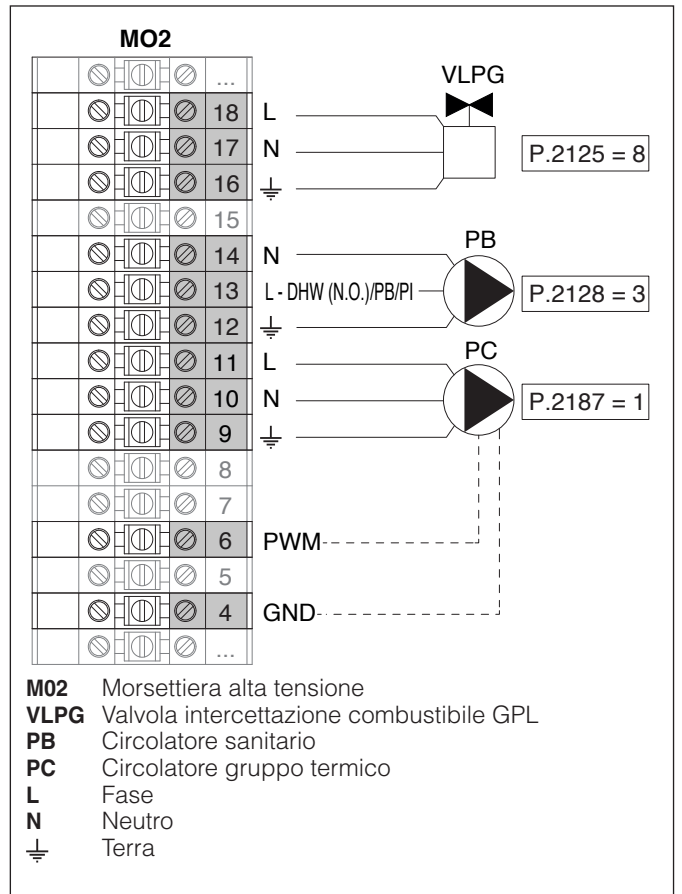 MO2
...
VLPG
18 L
17 N
P.2125 = 8
16 ⏚
15
PB
14 N
13 L - DHW (N.O.)/PB/PI
P.2128 = 3
12 ⏚
PC
11 L
10 N
P.2187 = 1
9 ⏚
8
7
6 PWM
5
4 GND
...
M02 Morsettiera alta tensione
VLPG Valvola intercettazione combustibile GPL
PB Circolatore sanitario
PC Circolatore gruppo termico
L Fase
N Neutro
⏚ Terra